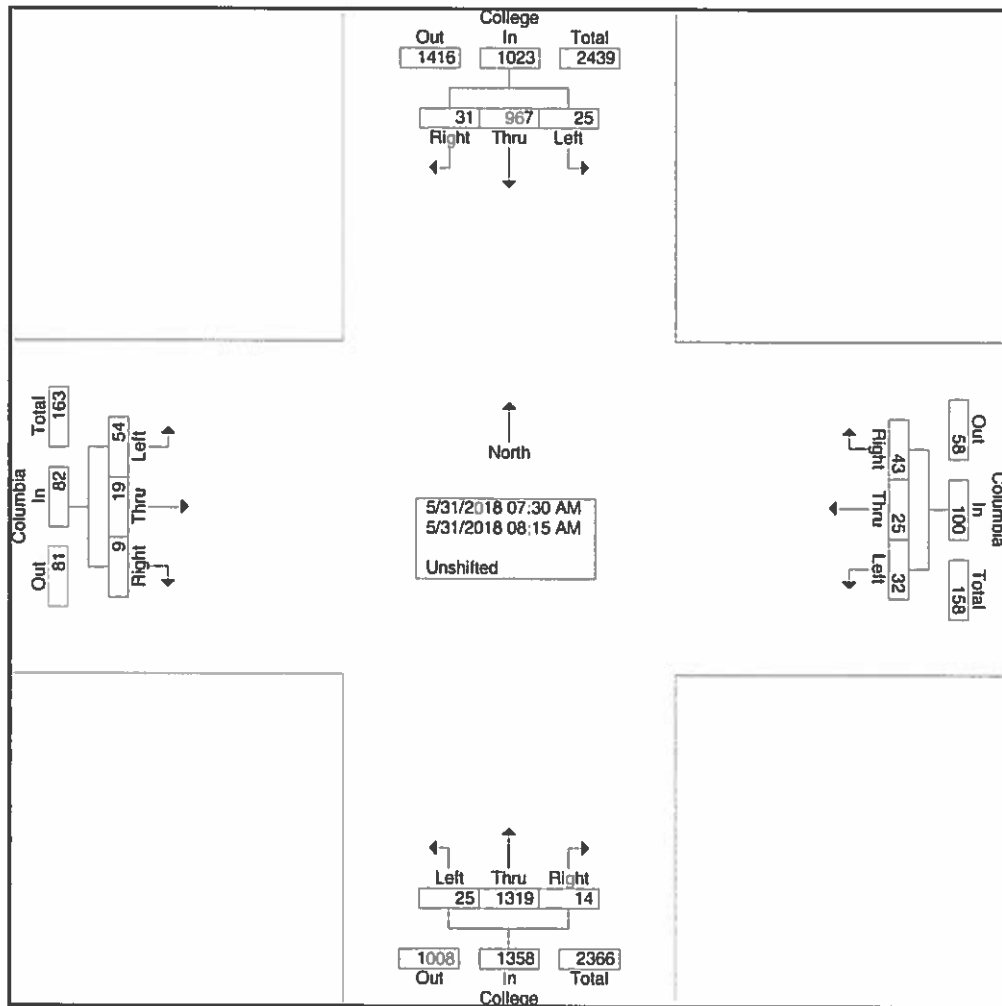 College
Out In Total
1416 1023 2439
31 967 25
Right Thru Left
Columbia
Total In Out
163 82 81
54 19 9
Left Thru Right
North
5/31/2018 07:30 AM
5/31/2018 08:15 AM
Unshifted
Right Thru Left
43 25 32
Out In Total
58 100 158
Columbia
Left Thru Right
25 1319 14
1008 1358 2366
Out In Total
College